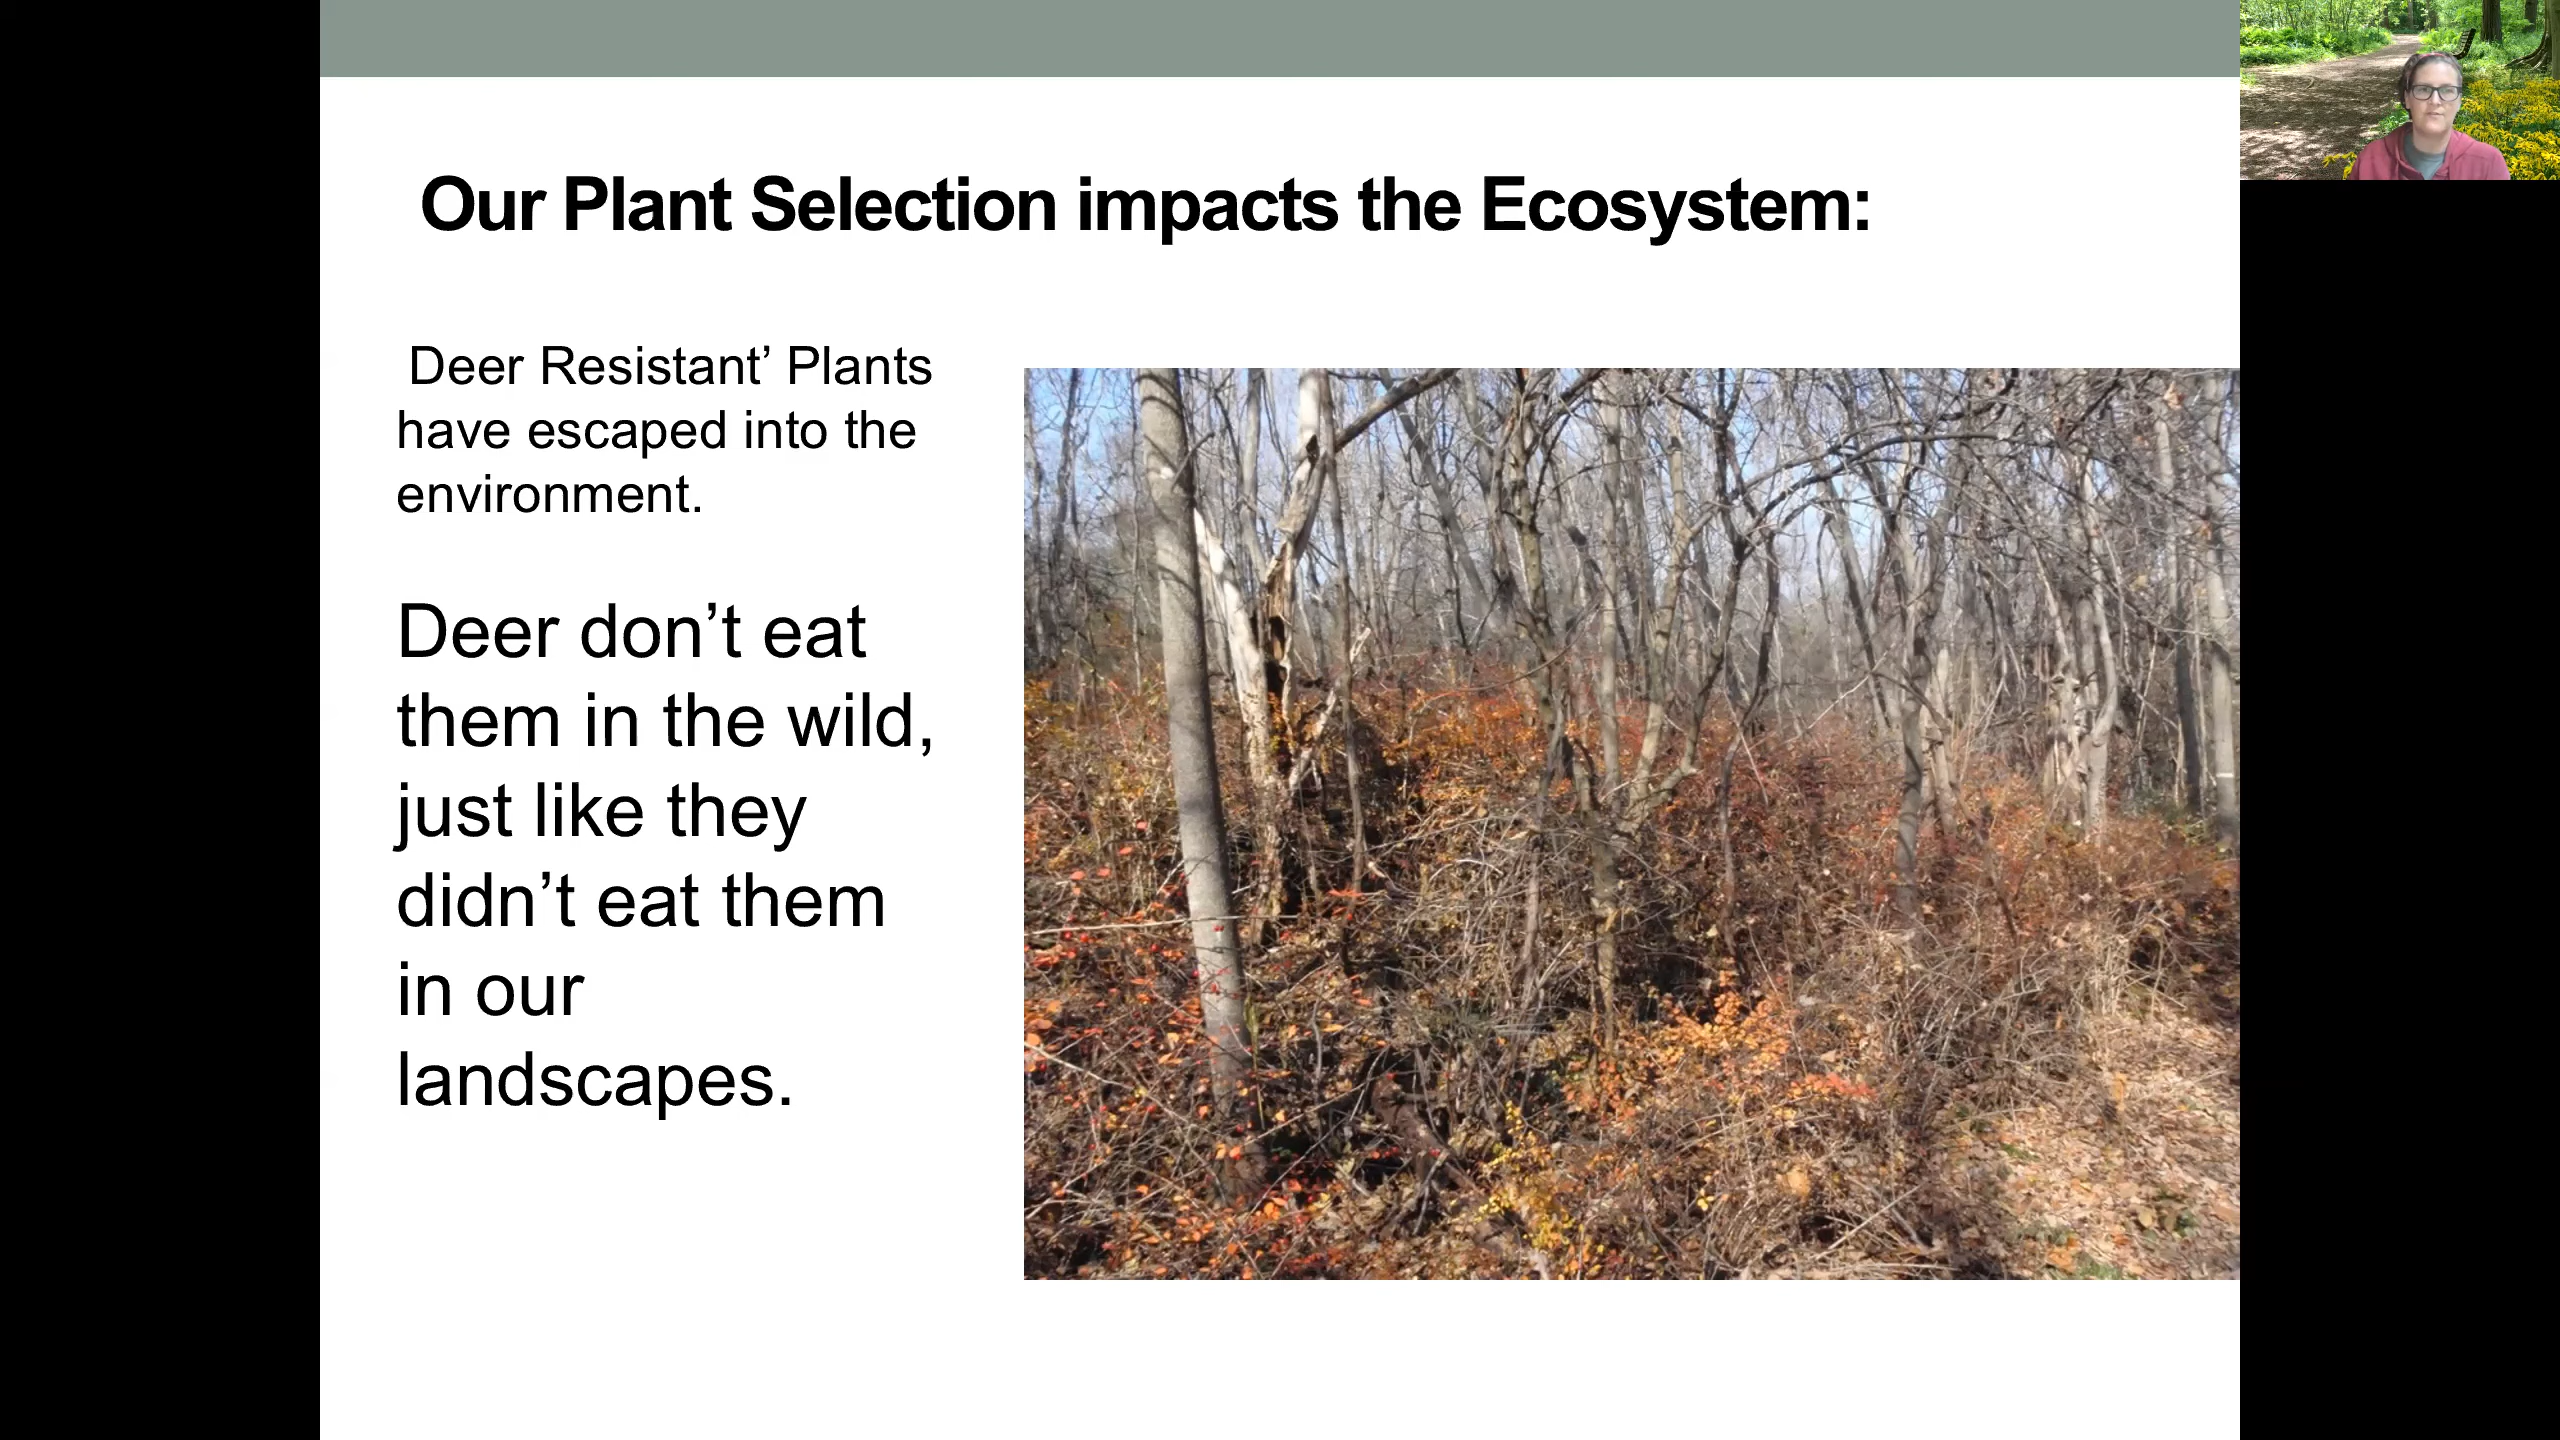 Our Plant Selection impacts the Ecosystem:
Deer Resistant’ Plants
have escaped into the
environment.
Deer don’t eat
them in the wild,
just like they
didn’t eat them
in our
landscapes.